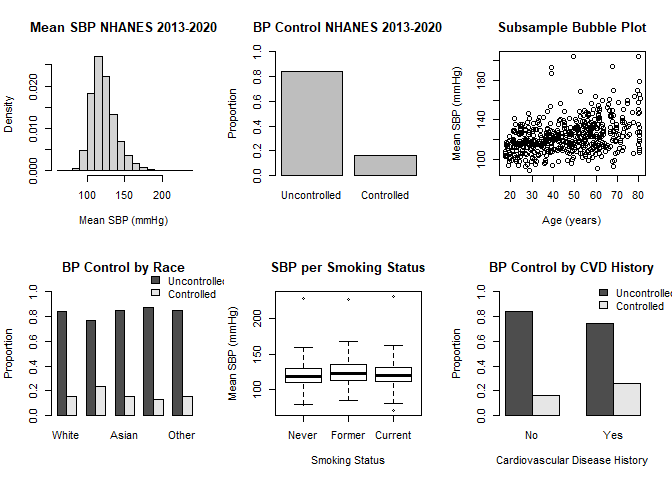 Mean SBP NHANES 2013-2020
Density
0.000
0.010
0.020
100
150
200
Mean SBP (mmHg)
BP Control NHANES 2013-2020
Proportion
0.0
0.2
0.4
0.6
0.8
1.0
Uncontrolled
Controlled
Subsample Bubble Plot
Mean SBP (mmHg)
100
140
180
20
30
40
50
60
70
80
Age (years)
BP Control by Race
Uncontrolled
Controlled
Proportion
0.0
0.2
0.4
0.6
0.8
1.0
White
Asian
Other
SBP per Smoking Status
Mean SBP (mmHg)
100
150
200
Never
Former
Current
Smoking Status
BP Control by CVD History
Uncontrolled
Controlled
Proportion
0.0
0.2
0.4
0.6
0.8
1.0
No
Yes
Cardiovascular Disease History